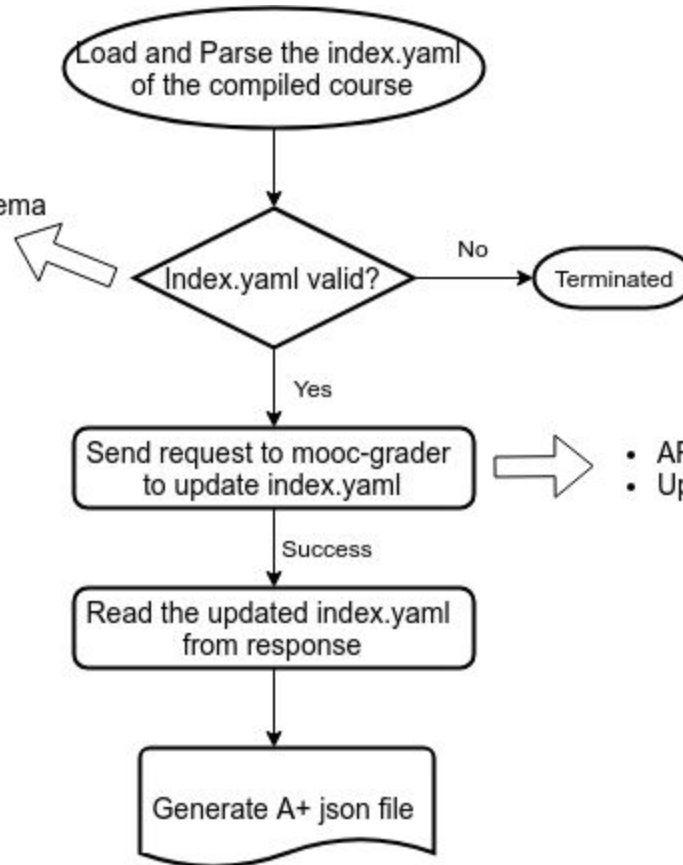 Load and Parse the index.yaml
of the compiled course
Index.yaml valid?
No
Terminated
Yes
Send request to mooc-grader
to update index.yaml
Success
Read the updated index.yaml
from response
Generate A+ json file